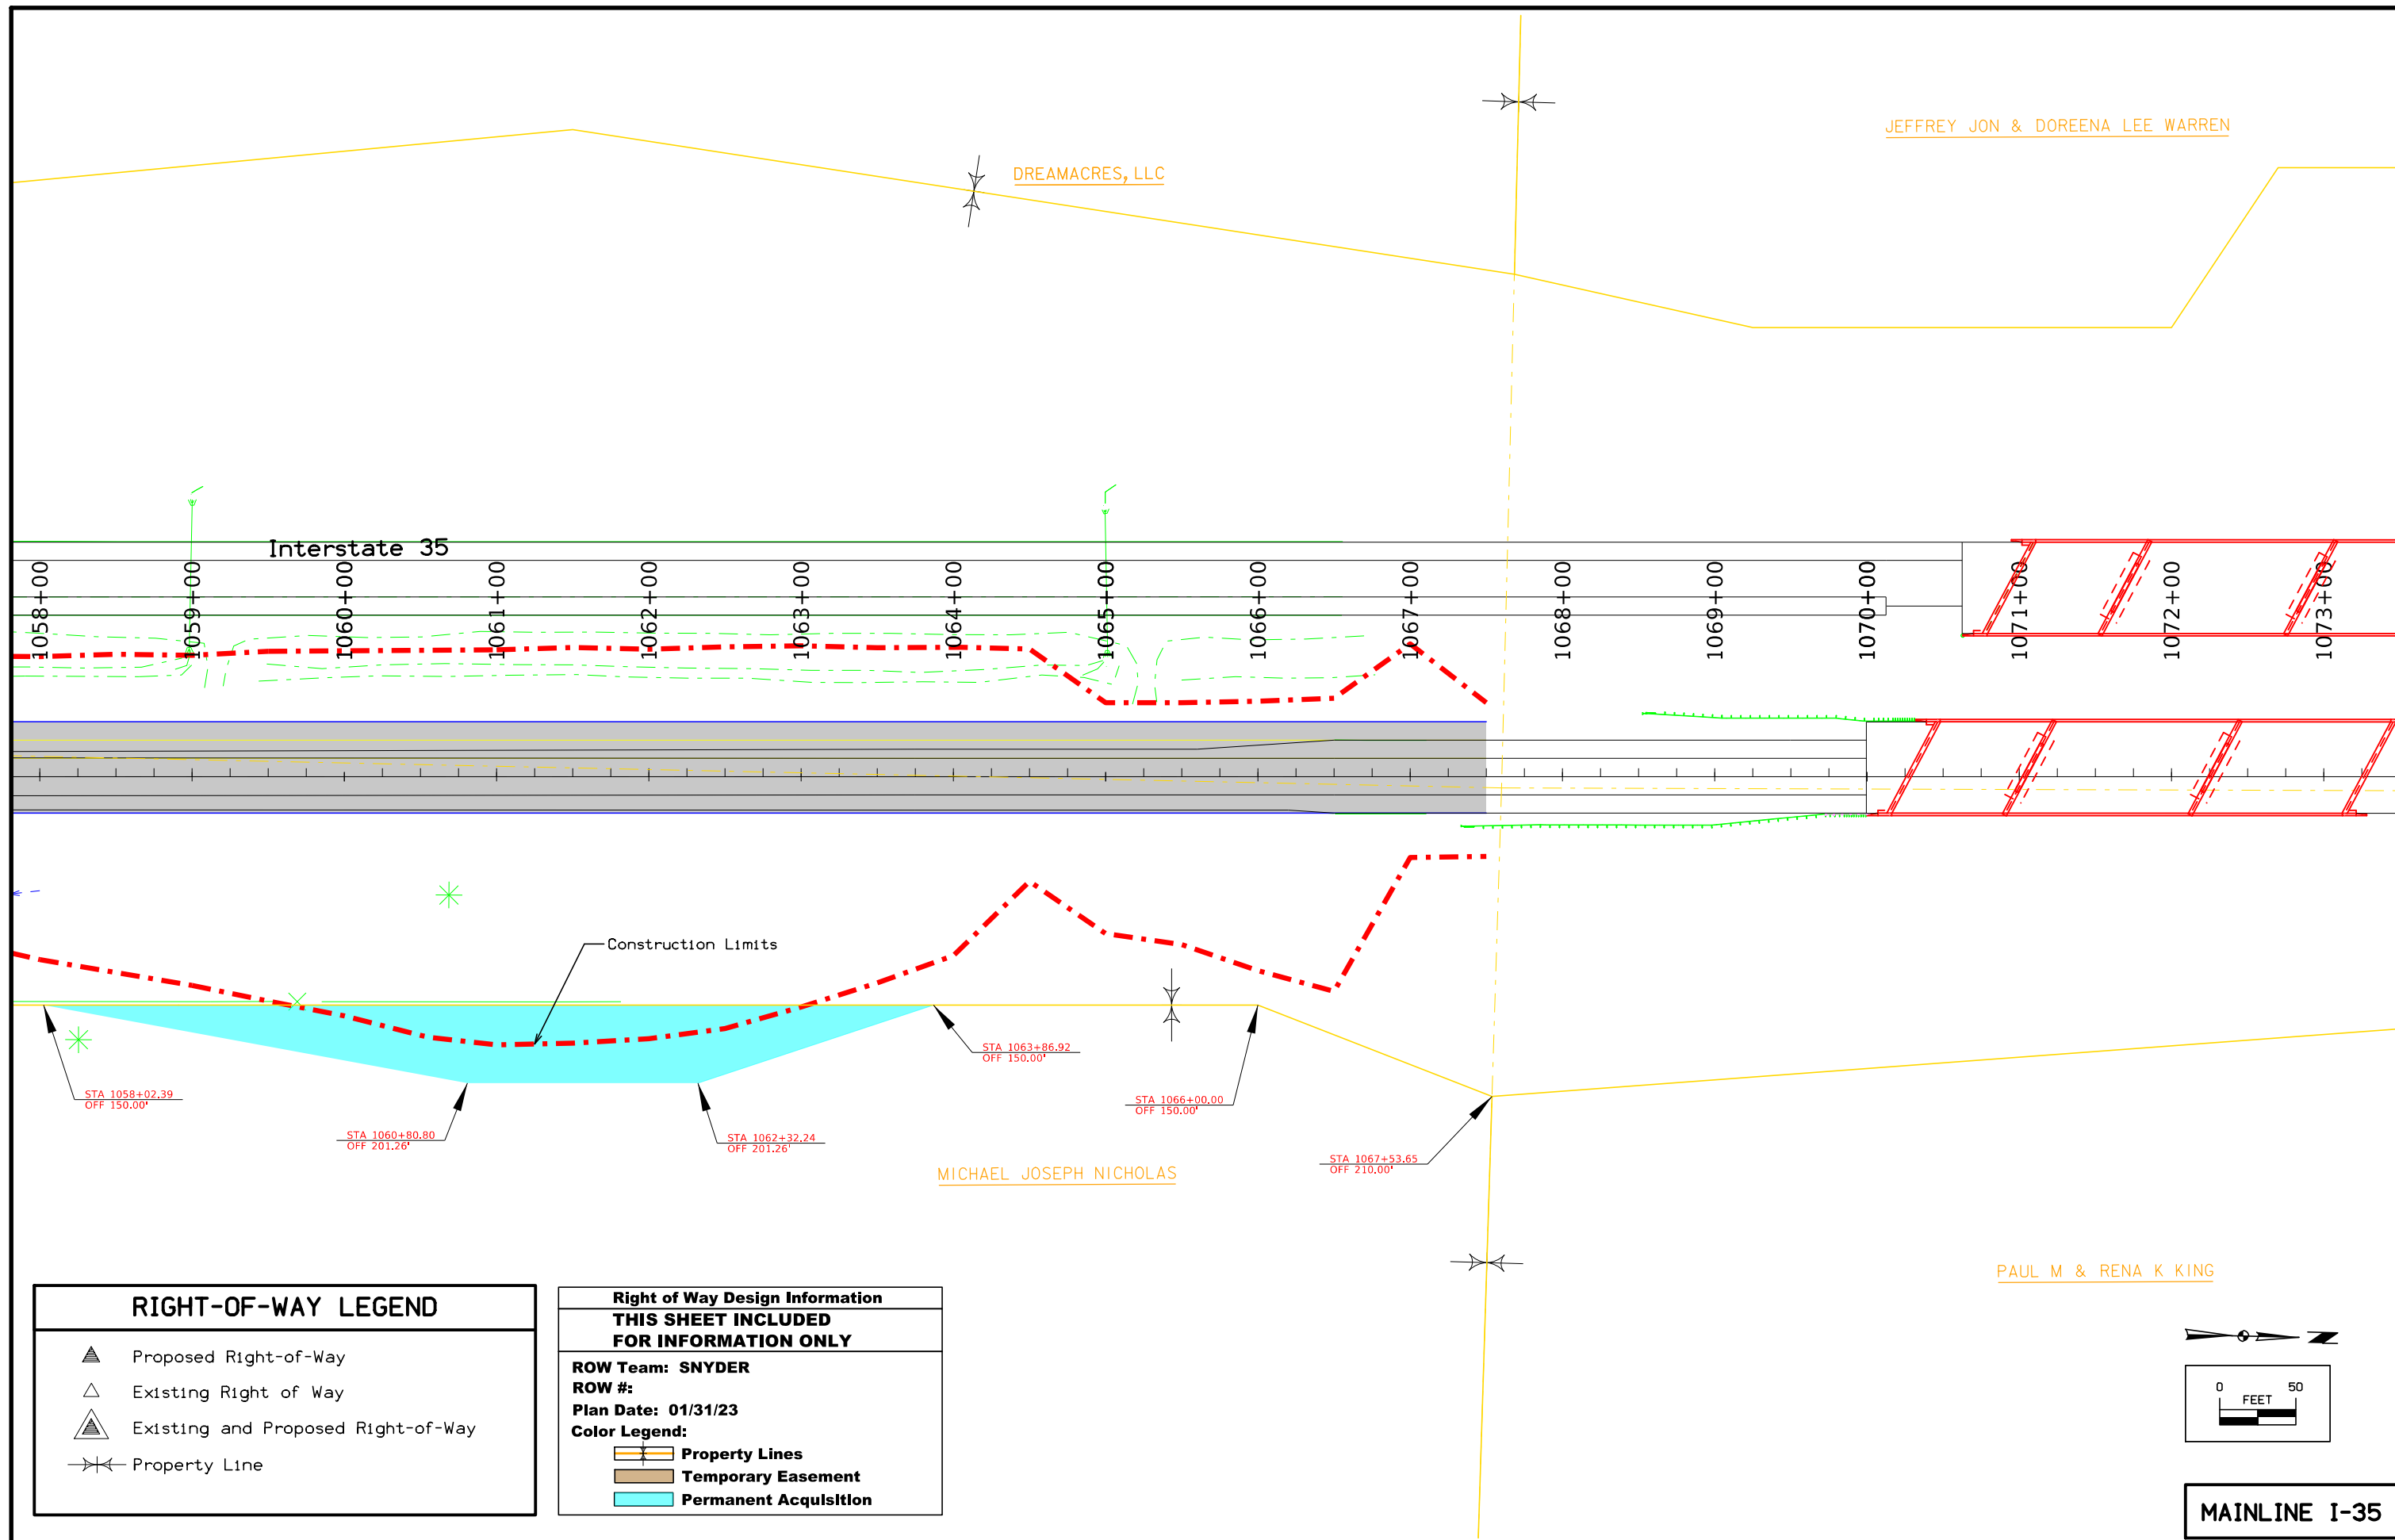 JEFFREY JON & DOREENA LEE WARREN
DREAMACRES, LLC
Interstate 35
1058+00
1059+00
1060+00
1061+00
1062+00
1063+00
1064+00
1065+00
1066+00
1067+00
1068+00
1069+00
1070+00
1071+00
1072+00
1073+00
Construction Limits
STA 1058+02.39
OFF 150.00'
STA 1060+80.80
OFF 201.26'
STA 1062+32.24
OFF 201.26'
STA 1063+86.92
OFF 150.00'
STA 1066+00.00
OFF 150.00'
STA 1067+53.65
OFF 210.00'
MICHAEL JOSEPH NICHOLAS
PAUL M & RENA K KING
RIGHT-OF-WAY LEGEND
Proposed Right-of-Way
Existing Right of Way
Existing and Proposed Right-of-Way
Property Line
Right of Way Design Information
THIS SHEET INCLUDED
FOR INFORMATION ONLY
ROW Team: SNYDER
ROW #:
Plan Date: 01/31/23
Color Legend:
Property Lines
Temporary Easement
Permanent Acquisition
N
0 50
FEET
MAINLINE I-35